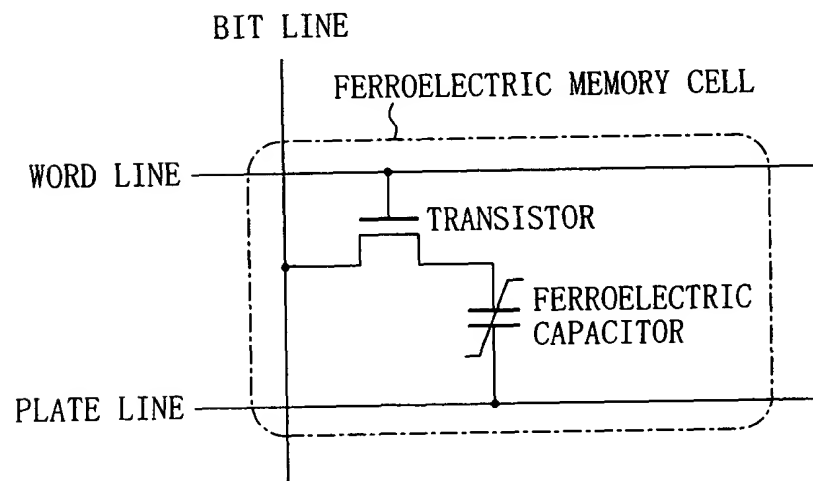 BIT LINE
FERROELECTRIC MEMORY CELL
WORD LINE
TRANSISTOR
FERROELECTRIC
CAPACITOR
PLATE LINE